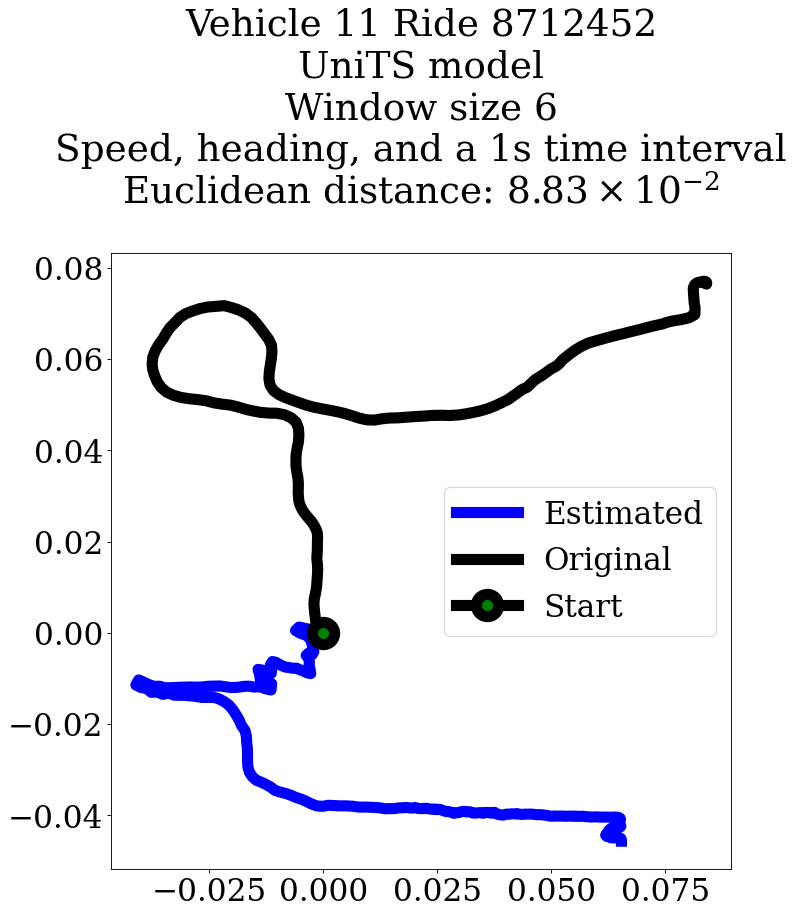 Vehicle 11 Ride 8712452
UniTS model
Window size 6
Speed, heading, and a 1s time interval
Euclidean distance: 8.83 × 10⁻²
0.08
0.06
0.04
0.02
0.00
−0.02
−0.04
Estimated
Original
Start
−0.025 0.000 0.025 0.050 0.075